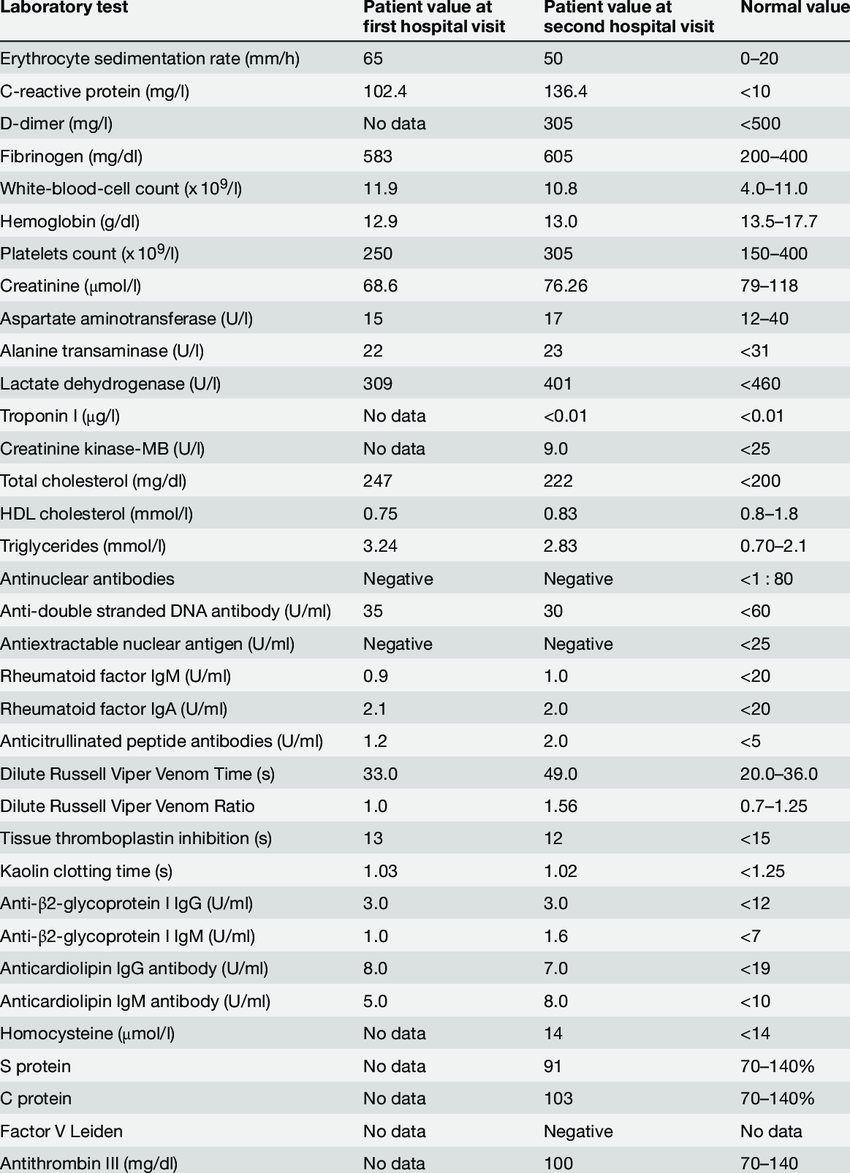 Laboratory test Patient value at first hospital visit Patient value at second hospital visit Normal value
Erythrocyte sedimentation rate (mm/h) 65 50 0–20
C-reactive protein (mg/l) 102.4 136.4 <10
D-dimer (mg/l) No data 305 <500
Fibrinogen (mg/dl) 583 605 200–400
White-blood-cell count (x 10⁹/l) 11.9 10.8 4.0–11.0
Hemoglobin (g/dl) 12.9 13.0 13.5–17.7
Platelets count (x 10⁹/l) 250 305 150–400
Creatinine (μmol/l) 68.6 76.26 79–118
Aspartate aminotransferase (U/l) 15 17 12–40
Alanine transaminase (U/l) 22 23 <31
Lactate dehydrogenase (U/l) 309 401 <460
Troponin I (μg/l) No data <0.01 <0.01
Creatinine kinase-MB (U/l) No data 9.0 <25
Total cholesterol (mg/dl) 247 222 <200
HDL cholesterol (mmol/l) 0.75 0.83 0.8–1.8
Triglycerides (mmol/l) 3.24 2.83 0.70–2.1
Antinuclear antibodies Negative Negative <1 : 80
Anti-double stranded DNA antibody (U/ml) 35 30 <60
Antiextractable nuclear antigen (U/ml) Negative Negative <25
Rheumatoid factor IgM (U/ml) 0.9 1.0 <20
Rheumatoid factor IgA (U/ml) 2.1 2.0 <20
Anticitrullinated peptide antibodies (U/ml) 1.2 2.0 <5
Dilute Russell Viper Venom Time (s) 33.0 49.0 20.0–36.0
Dilute Russell Viper Venom Ratio 1.0 1.56 0.7–1.25
Tissue thromboplastin inhibition (s) 13 12 <15
Kaolin clotting time (s) 1.03 1.02 <1.25
Anti-β2-glycoprotein I IgG (U/ml) 3.0 3.0 <12
Anti-β2-glycoprotein I IgM (U/ml) 1.0 1.6 <7
Anticardiolipin IgG antibody (U/ml) 8.0 7.0 <19
Anticardiolipin IgM antibody (U/ml) 5.0 8.0 <10
Homocysteine (μmol/l) No data 14 <14
S protein No data 91 70–140%
C protein No data 103 70–140%
Factor V Leiden No data Negative No data
Antithrombin III (mg/dl) No data 100 70–140